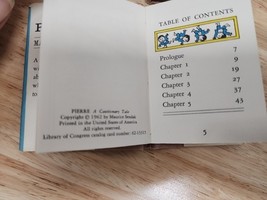 PIERRE A Cautionary Tale
Copyright © 1962 by Maurice Sendak
Printed in the United States of America
All rights reserved.
Library of Congress catalog card number
TABLE OF CONTENTS
Prologue 7
Chapter 1 9
Chapter 2 19
Chapter 3 27
Chapter 4 37
Chapter 5 43
5